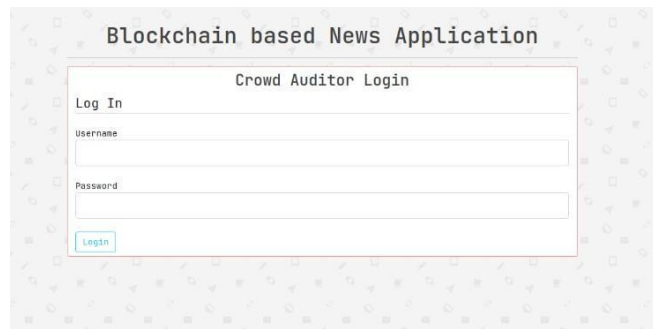 Blockchain based News Application
Crowd Auditor Login
Log In
Username
Password
Login